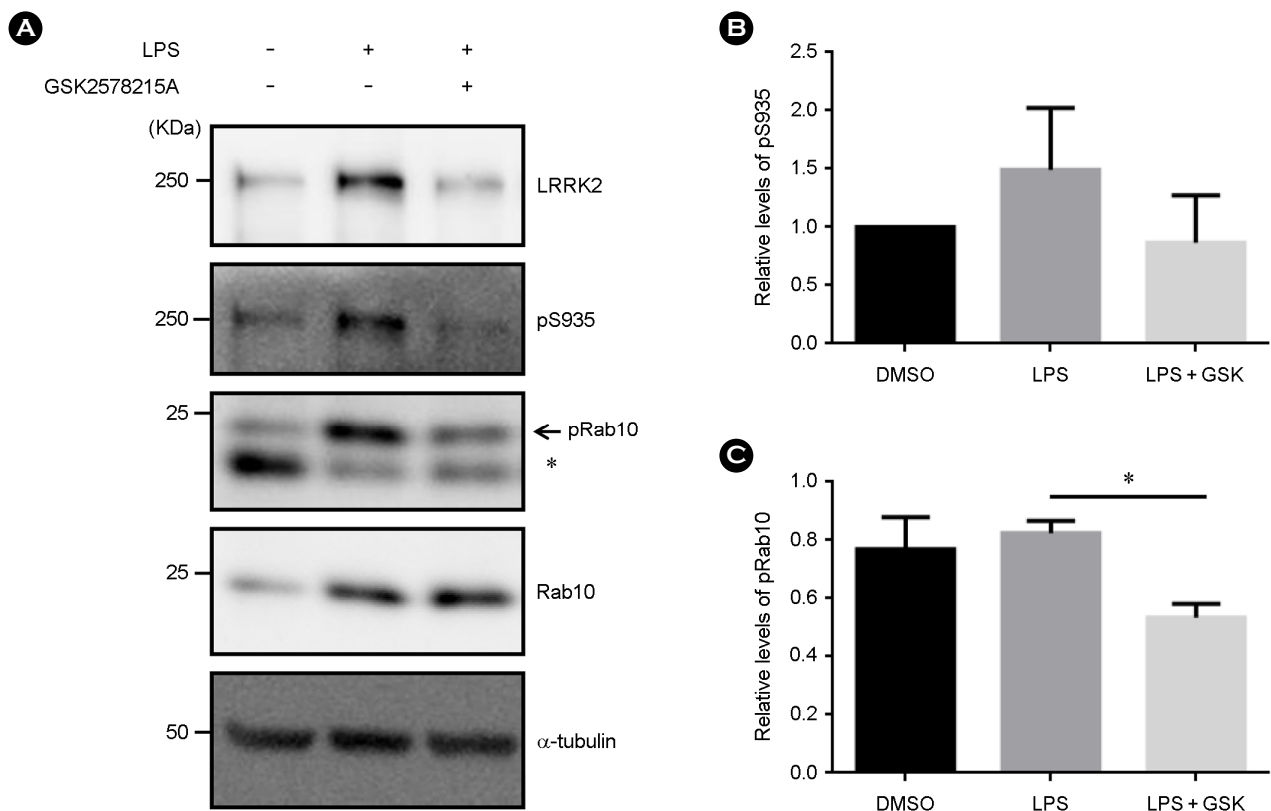 A
LPS - + +
GSK2578215A - - +
(KDa)
250 LRRK2
250 pS935
25 pRab10
*
25 Rab10
50 α-tubulin
B
Relative levels of pS935
2.5
2.0
1.5
1.0
0.5
0.0
DMSO LPS LPS + GSK
C
Relative levels of pRab10
1.0
0.8
0.6
0.4
0.2
0.0
*
DMSO LPS LPS + GSK